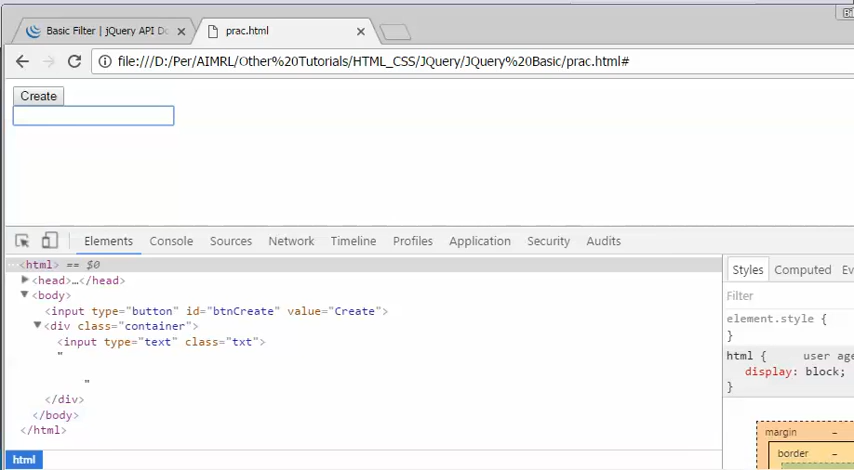 Basic Filter | jQuery API Do
prac.html
file:///D:/Per/AIMRL/Other%20Tutorials/HTML_CSS/JQuery/JQuery%20Basic/prac.html#
Create
Elements Console Sources Network Timeline Profiles Application Security Audits
<html> == $0
<head>…</head>
<body>
<input type="button" id="btnCreate" value="Create">
<div class="container">
<input type="text" class="txt">
"
"
</div>
</body>
</html>
html
Styles Computed Ev
Filter
element.style {
}
html { user age
display: block;
}
margin –
border –